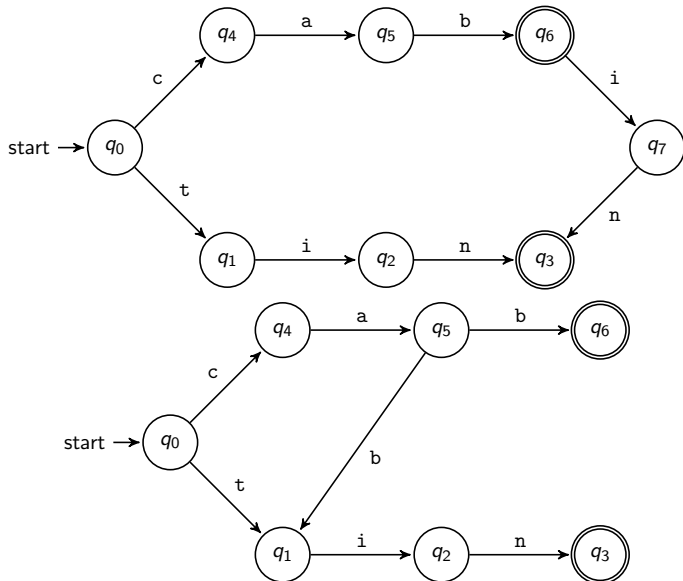 q4 a q5 b q6
c i
start q0 q7
t n
q1 i q2 n q3
q4 a q5 b q6
c
start q0
t b
q1 i q2 n q3